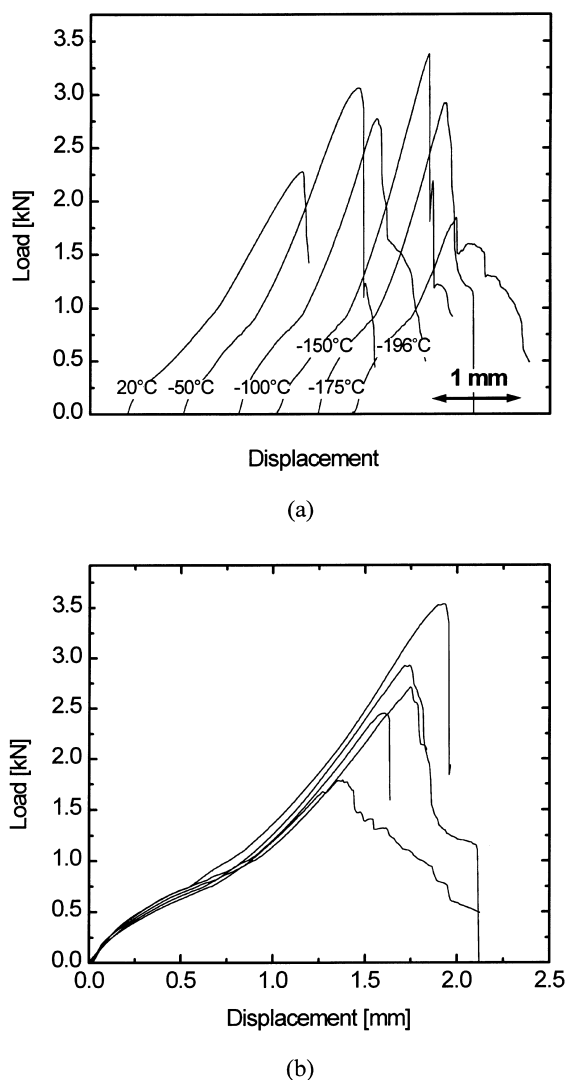 3.5
3.0
2.5
2.0
1.5
1.0
0.5
0.0
Load [kN]
-150°C -196°C
20°C -50°C -100°C -175°C
1 mm
Displacement
(a)
3.5
3.0
2.5
2.0
1.5
1.0
0.5
0.0
Load [kN]
0.0 0.5 1.0 1.5 2.0 2.5
Displacement [mm]
(b)